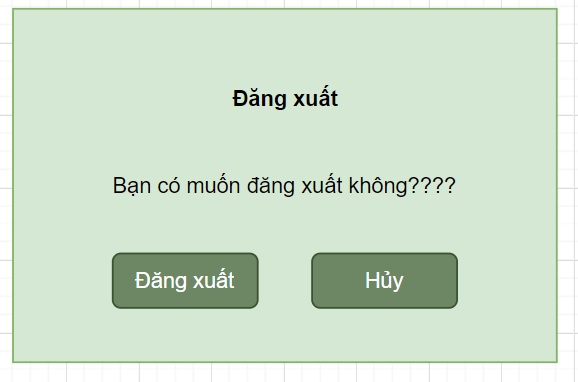 Đăng xuất
Bạn có muốn đăng xuất không????
Đăng xuất
Hủy